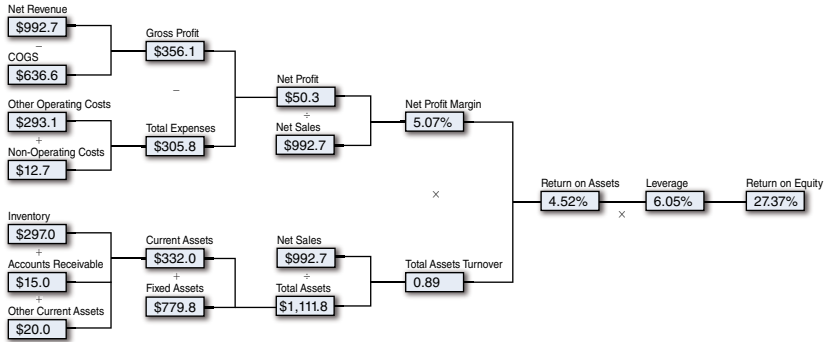 Net Revenue
$992.7
−
COGS
$636.6
Gross Profit
$356.1
−
Other Operating Costs
$293.1
+
Non-Operating Costs
$12.7
Total Expenses
$305.8
Net Profit
$50.3
÷
Net Sales
$992.7
Net Profit Margin
5.07%
×
Inventory
$297.0
+
Accounts Receivable
$15.0
+
Other Current Assets
$20.0
Current Assets
$332.0
+
Fixed Assets
$779.8
Net Sales
$992.7
÷
Total Assets
$1,111.8
Total Assets Turnover
0.89
Return on Assets
4.52%
×
Leverage
6.05%
Return on Equity
27.37%